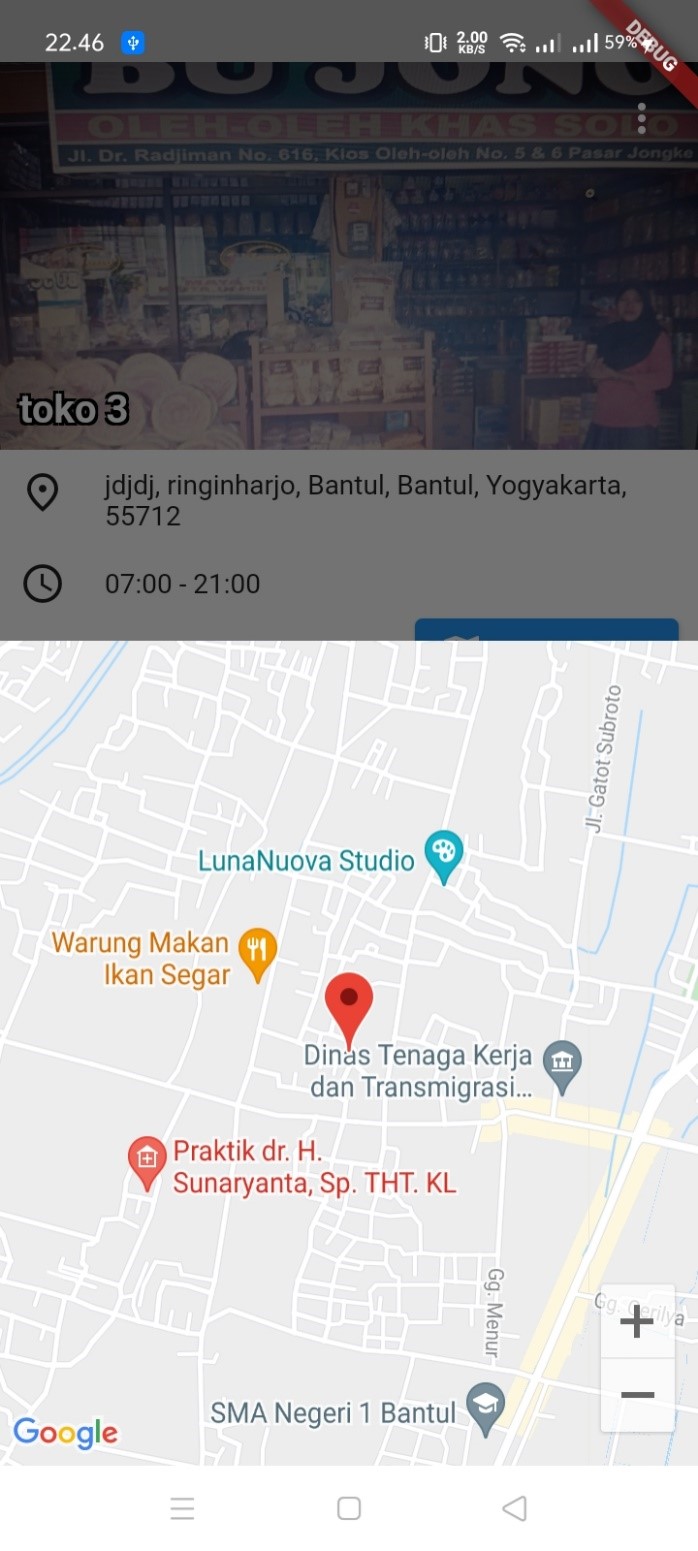 22.46
2.00
KB/S
59%
DEBUG
BU JONG
OLEH-OLEH KHAS SOLO
Jl. Dr. Radjiman No. 616, Kios Oleh-oleh No. 5 & 6 Pasar Jongke
toko 3
jdjdj, ringinharjo, Bantul, Bantul, Yogyakarta,
55712
07:00 - 21:00
Jl. Gatot Subroto
LunaNuova Studio
Warung Makan
Ikan Segar
Dinas Tenaga Kerja
dan Transmigrasi...
Praktik dr. H.
Sunaryanta, Sp. THT. KL
Gg. Menur
Gg. Gerilya
SMA Negeri 1 Bantul
Google